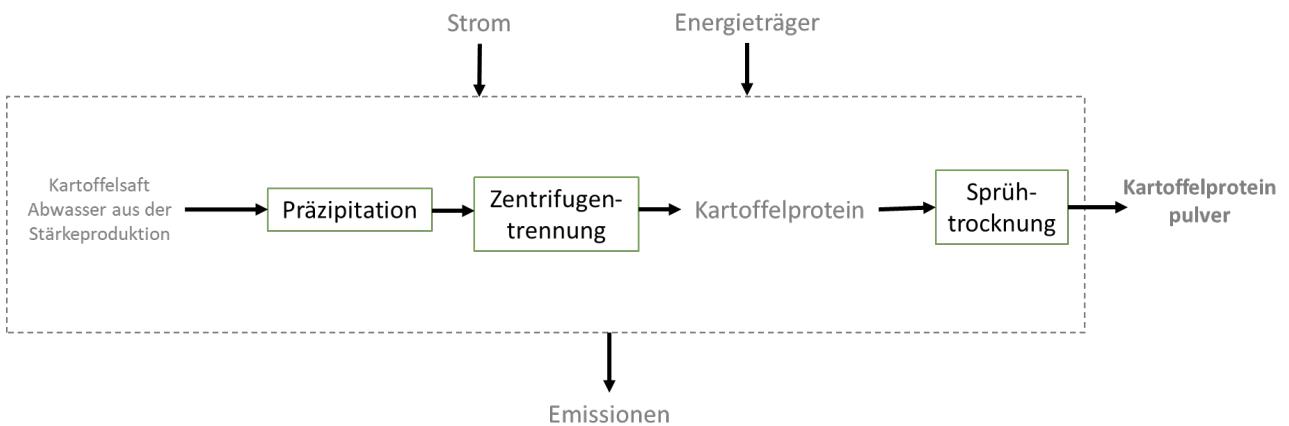 Strom
Energieträger
Kartoffelsaft
Abwasser aus der
Stärkeproduktion
Präzipitation
Zentrifugen-
trennung
Kartoffelprotein
Sprüh-
trocknung
Kartoffelprotein
pulver
Emissionen